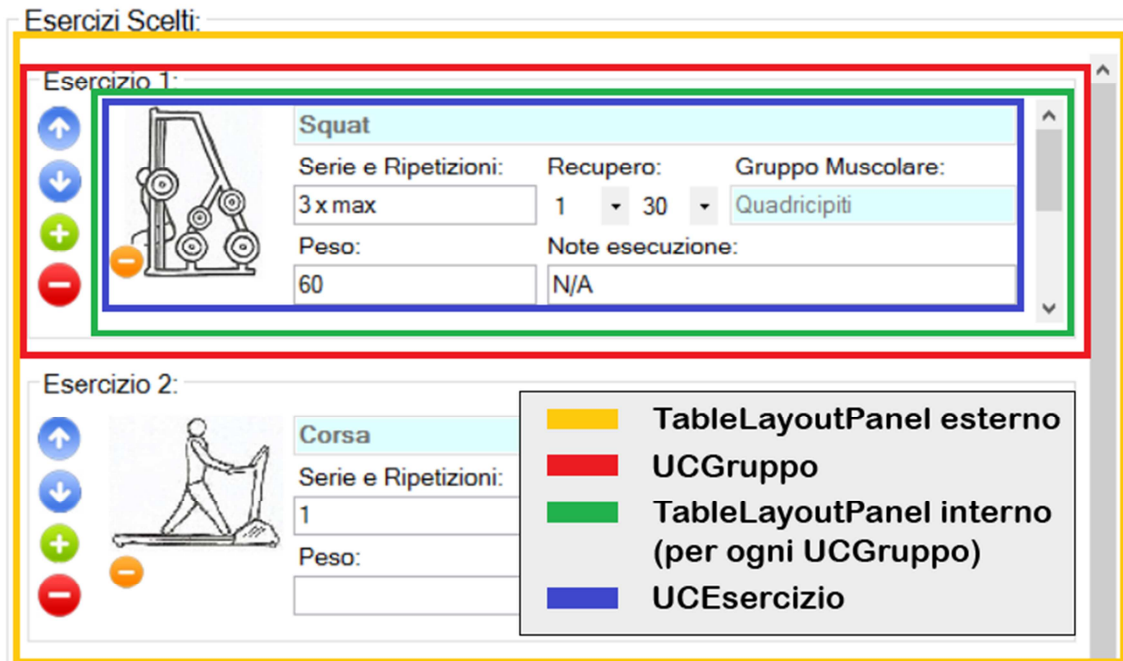 Esercizi Scelti:
Esercizio 1:
Squat
Serie e Ripetizioni: Recupero: Gruppo Muscolare:
3 x max 1 30 Quadricipiti
Peso: Note esecuzione:
60 N/A
Esercizio 2:
Corsa
Serie e Ripetizioni:
1
Peso:
TableLayoutPanel esterno
UCGruppo
TableLayoutPanel interno
(per ogni UCGruppo)
UCEsercizio